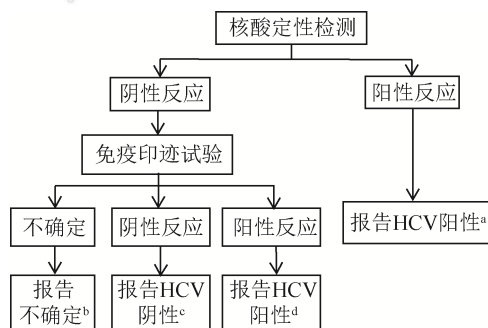 核酸定性检测
阴性反应
阳性反应
免疫印迹试验
不确定
阴性反应
阳性反应
报告HCV阳性ᵃ
报告
不确定ᵇ
报告HCV
阴性ᶜ
报告HCV
阳性ᵈ